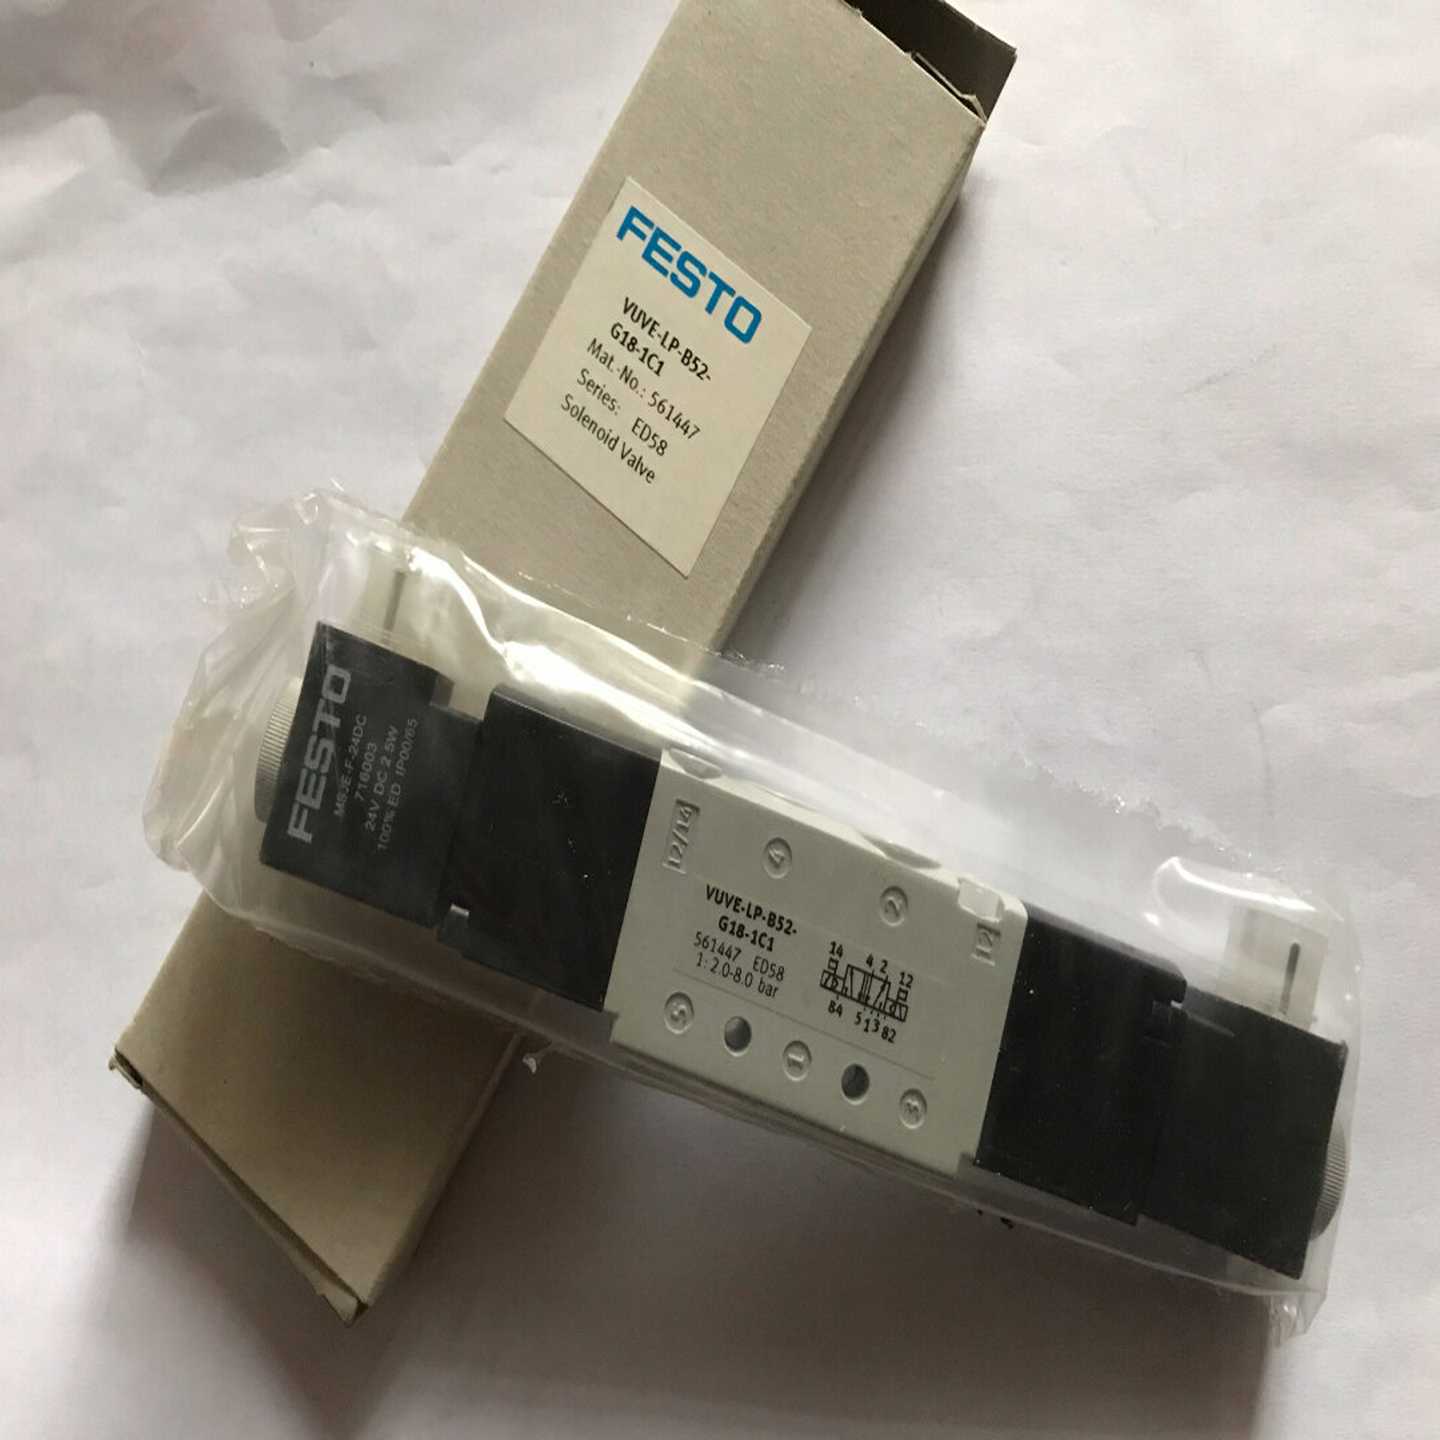 FESTO
VUVE-LP-B52-
G18-1C1
Mat.-No.: 561447
Series: ED58
Solenoid Valve
FESTO
MSJE-F-24DC
716003
24V DC 2.5W
100% ED IP00/65
12/14
4
2
12
VUVE-LP-B52-
G18-1C1
561447 ED58
1: 2.0-8.0 bar
14 4 2 12
84 5 1 3 82
5
1
3